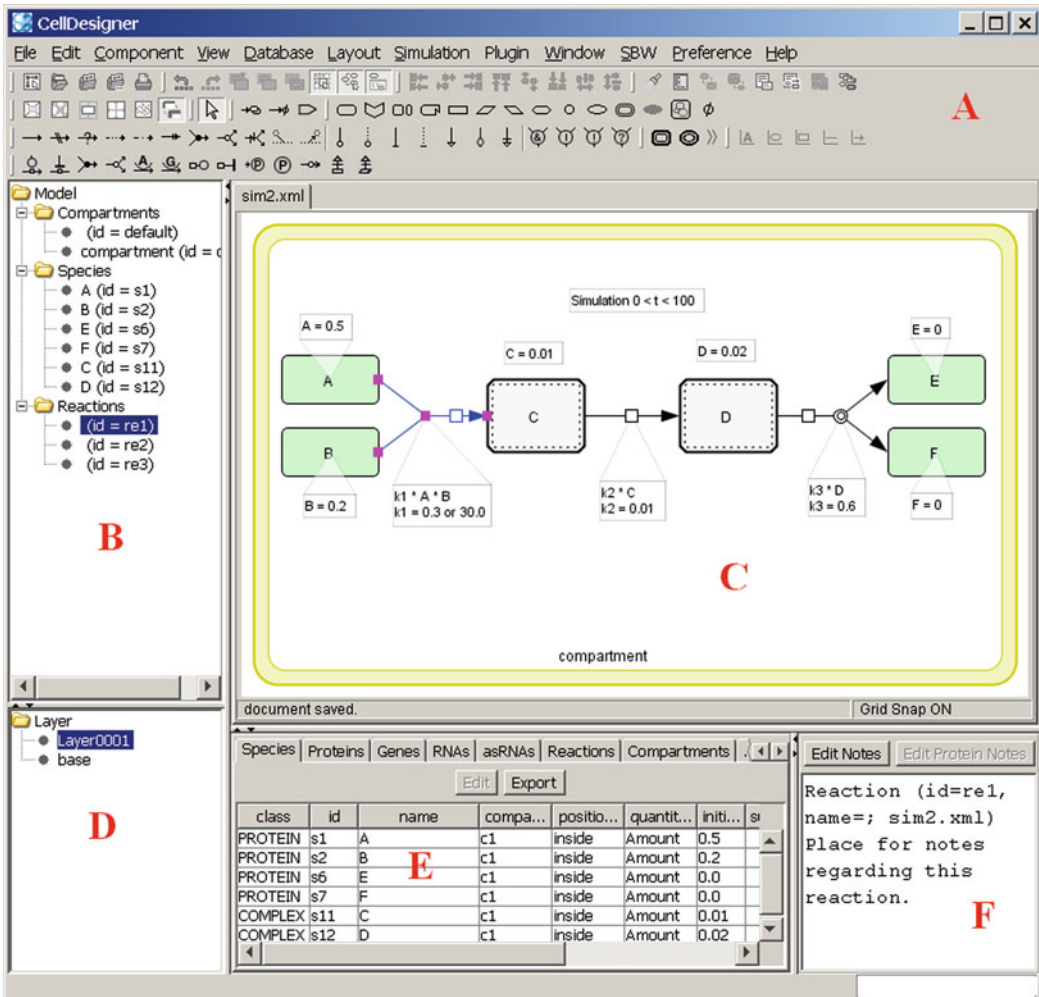 CellDesigner
File Edit Component View Database Layout Simulation Plugin Window SBW Preference Help
A
Model
Compartments
(id = default)
compartment (id = c
Species
A (id = s1)
B (id = s2)
E (id = s6)
F (id = s7)
C (id = s11)
D (id = s12)
Reactions
(id = re1)
(id = re2)
(id = re3)
B
sim2.xml
Simulation 0 < t < 100
A = 0.5
C = 0.01
D = 0.02
E = 0
A
B
C
D
E
F
B = 0.2
k1 * A * B
k1 = 0.3 or 30.0
k2 * C
k2 = 0.01
k3 * D
k3 = 0.6
F = 0
C
compartment
document saved.
Grid Snap ON
Layer
Layer0001
base
D
Species Proteins Genes RNAs asRNAs Reactions Compartments
Edit Export
class id name compa... positio... quantit... initi...
PROTEIN s1 A c1 inside Amount 0.5
PROTEIN s2 B c1 inside Amount 0.2
PROTEIN s6 E c1 inside Amount 0.0
PROTEIN s7 F c1 inside Amount 0.0
COMPLEX s11 C c1 inside Amount 0.01
COMPLEX s12 D c1 inside Amount 0.02
E
Edit Notes Edit Protein Notes
Reaction (id=re1,
name=; sim2.xml)
Place for notes
regarding this
reaction.
F